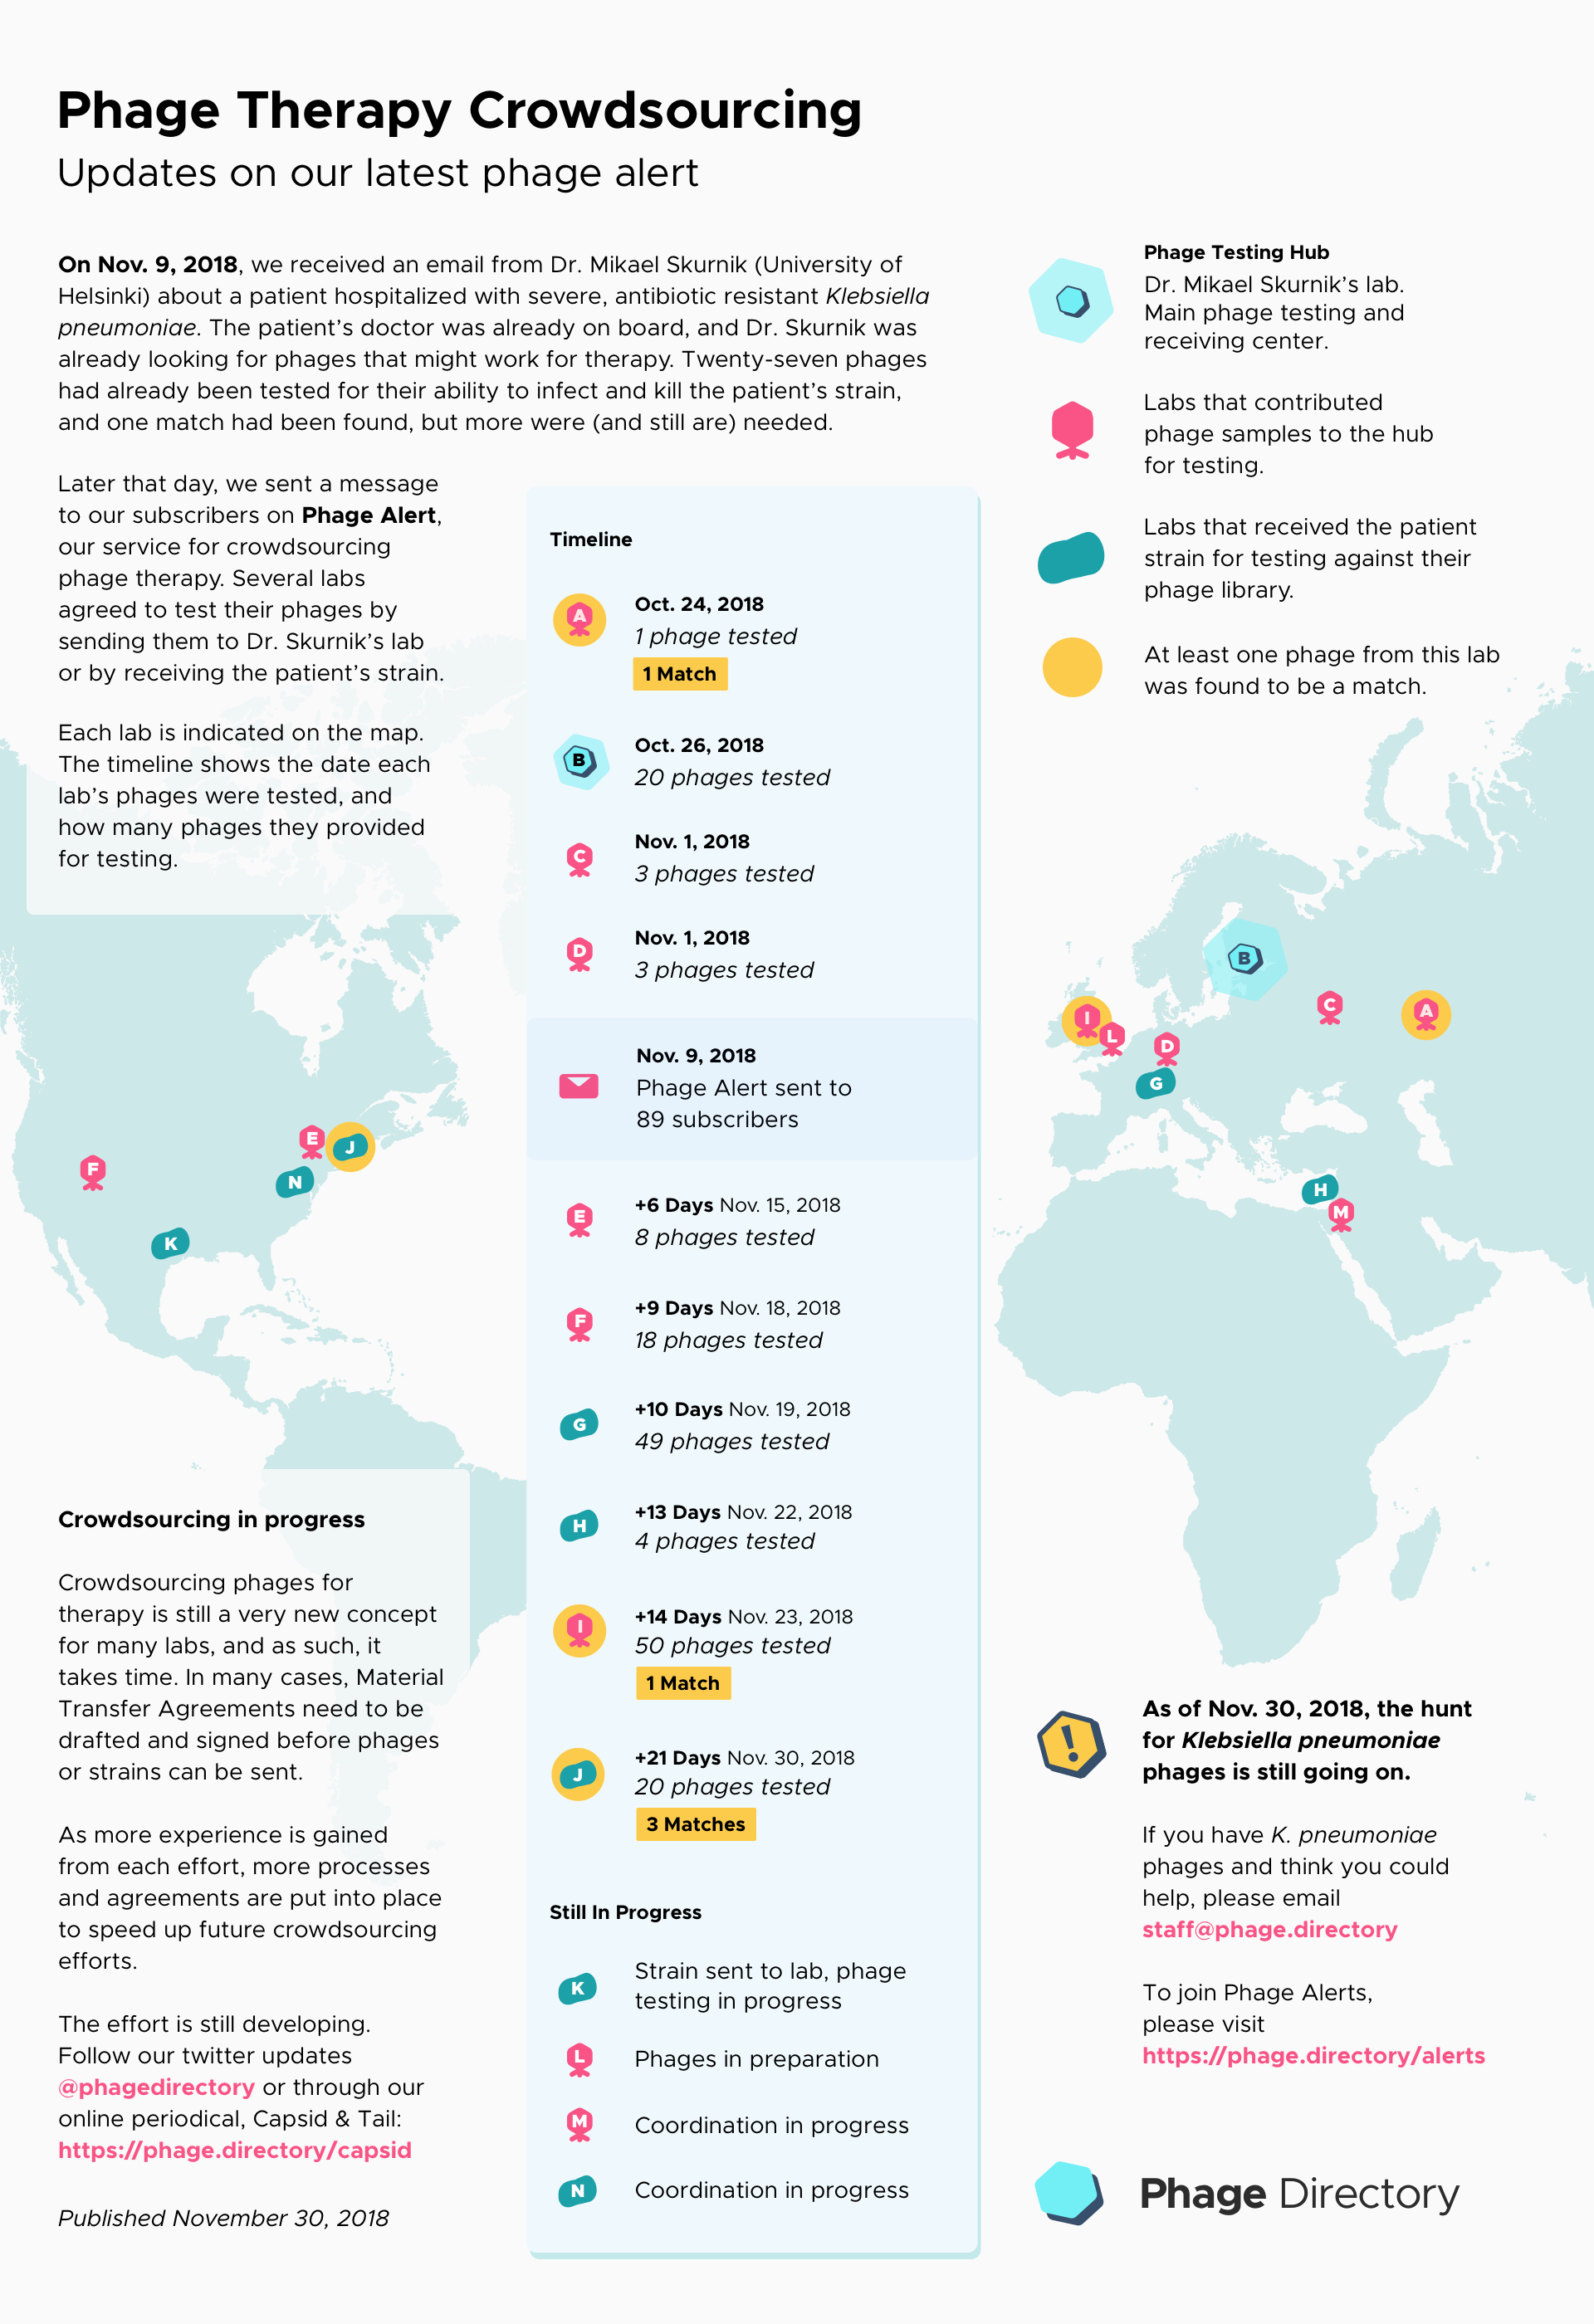 Phage Therapy Crowdsourcing
Updates on our latest phage alert
On Nov. 9, 2018, we received an email from Dr. Mikael Skurnik (University of
Helsinki) about a patient hospitalized with severe, antibiotic resistant Klebsiella
pneumoniae. The patient's doctor was already on board, and Dr. Skurnik was
already looking for phages that might work for therapy. Twenty-seven phages
had already been tested for their ability to infect and kill the patient's strain,
and one match had been found, but more were (and still are) needed.
Later that day, we sent a message
to our subscribers on Phage Alert,
our service for crowdsourcing
phage therapy. Several labs
agreed to test their phages by
sending them to Dr. Skurnik's lab
or by receiving the patient's strain.
Each lab is indicated on the map.
The timeline shows the date each
lab's phages were tested, and
how many phages they provided
for testing.
Phage Testing Hub
Dr. Mikael Skurnik's lab.
Main phage testing and
receiving center.
Labs that contributed
phage samples to the hub
for testing.
Labs that received the patient
strain for testing against their
phage library.
At least one phage from this lab
was found to be a match.
Timeline
A
Oct. 24, 2018
1 phage tested
1 Match
B
Oct. 26, 2018
20 phages tested
C
Nov. 1, 2018
3 phages tested
D
Nov. 1, 2018
3 phages tested
Nov. 9, 2018
Phage Alert sent to
89 subscribers
E
+6 Days Nov. 15, 2018
8 phages tested
F
+9 Days Nov. 18, 2018
18 phages tested
G
+10 Days Nov. 19, 2018
49 phages tested
H
+13 Days Nov. 22, 2018
4 phages tested
I
+14 Days Nov. 23, 2018
50 phages tested
1 Match
J
+21 Days Nov. 30, 2018
20 phages tested
3 Matches
Still In Progress
K
Strain sent to lab, phage
testing in progress
L
Phages in preparation
M
Coordination in progress
N
Coordination in progress
F
E
J
N
K
B
I
L
D
G
C
A
H
M
Crowdsourcing in progress
Crowdsourcing phages for
therapy is still a very new concept
for many labs, and as such, it
takes time. In many cases, Material
Transfer Agreements need to be
drafted and signed before phages
or strains can be sent.
As more experience is gained
from each effort, more processes
and agreements are put into place
to speed up future crowdsourcing
efforts.
The effort is still developing.
Follow our twitter updates
@phagedirectory or through our
online periodical, Capsid & Tail:
https://phage.directory/capsid
Published November 30, 2018
!
As of Nov. 30, 2018, the hunt
for Klebsiella pneumoniae
phages is still going on.
If you have K. pneumoniae
phages and think you could
help, please email
staff@phage.directory
To join Phage Alerts,
please visit
https://phage.directory/alerts
Phage Directory